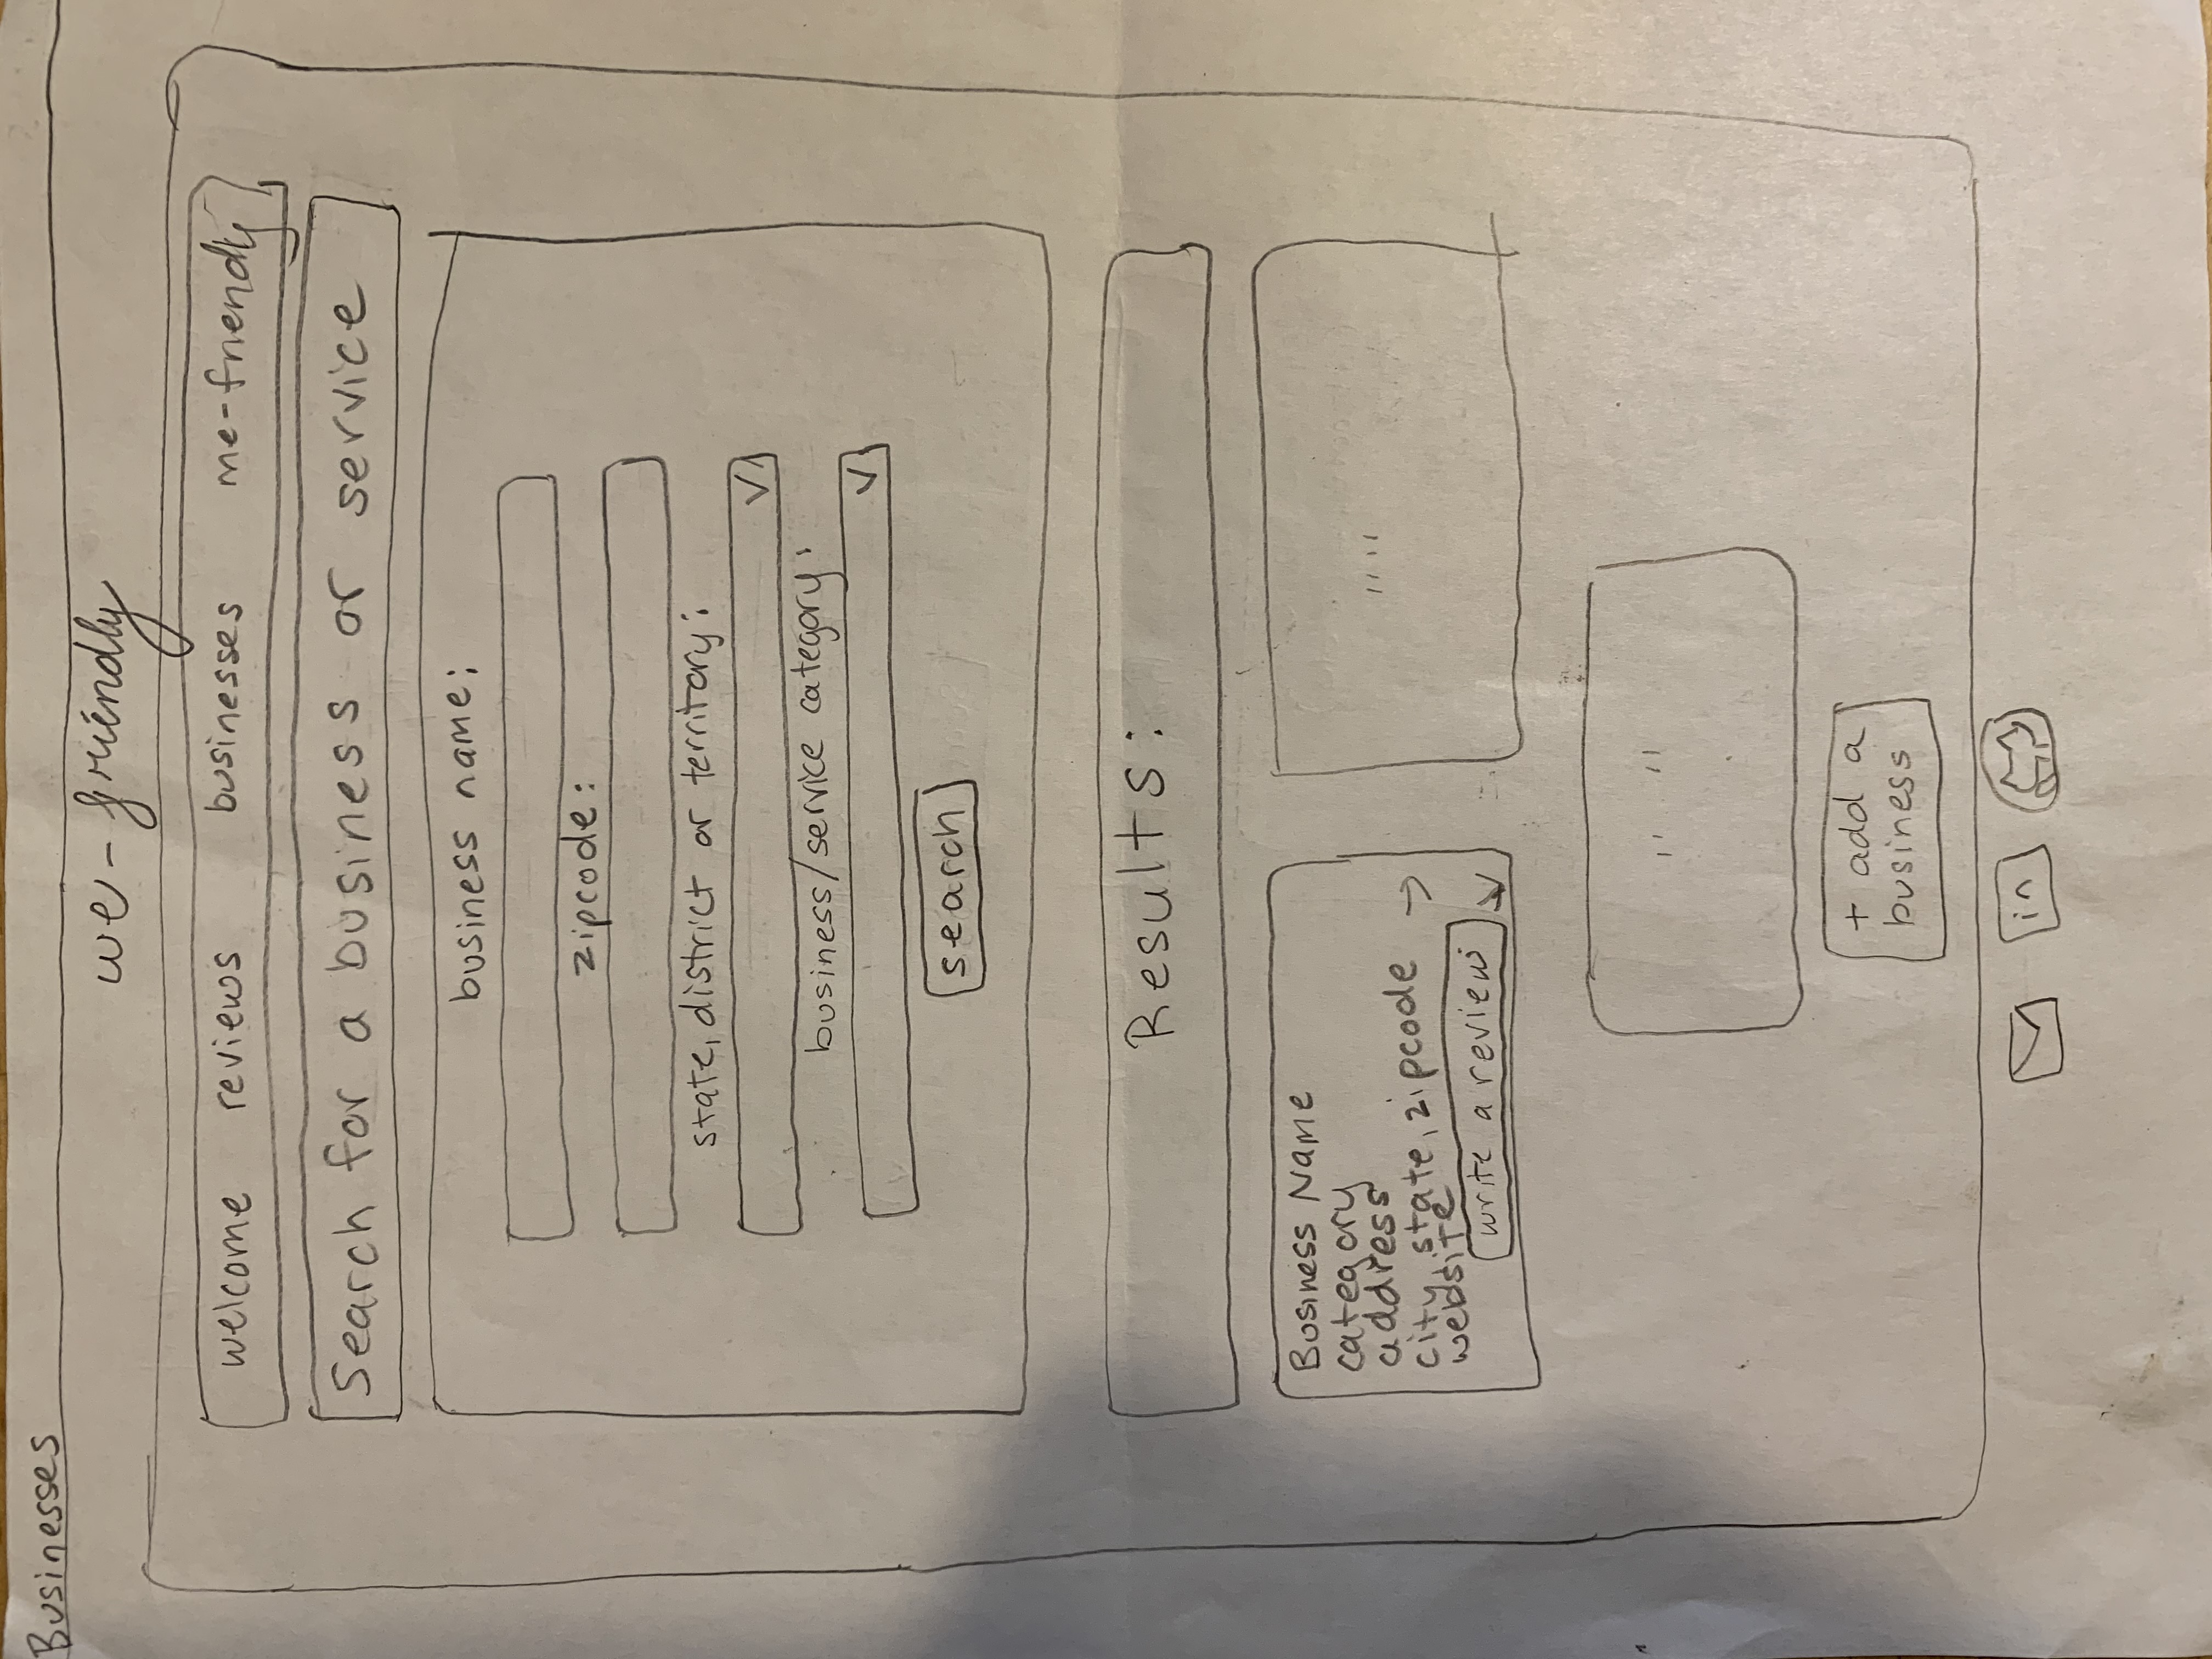 Businesses
we-friendly
welcome reviews businesses me-friendly
Search for a business or service
business name:
zipcode:
state, district or territory:
business/service category:
search
Results:
Business Name
category
address
city, state, zipcode
website
write a review
" "
" "
+ add a
business
in